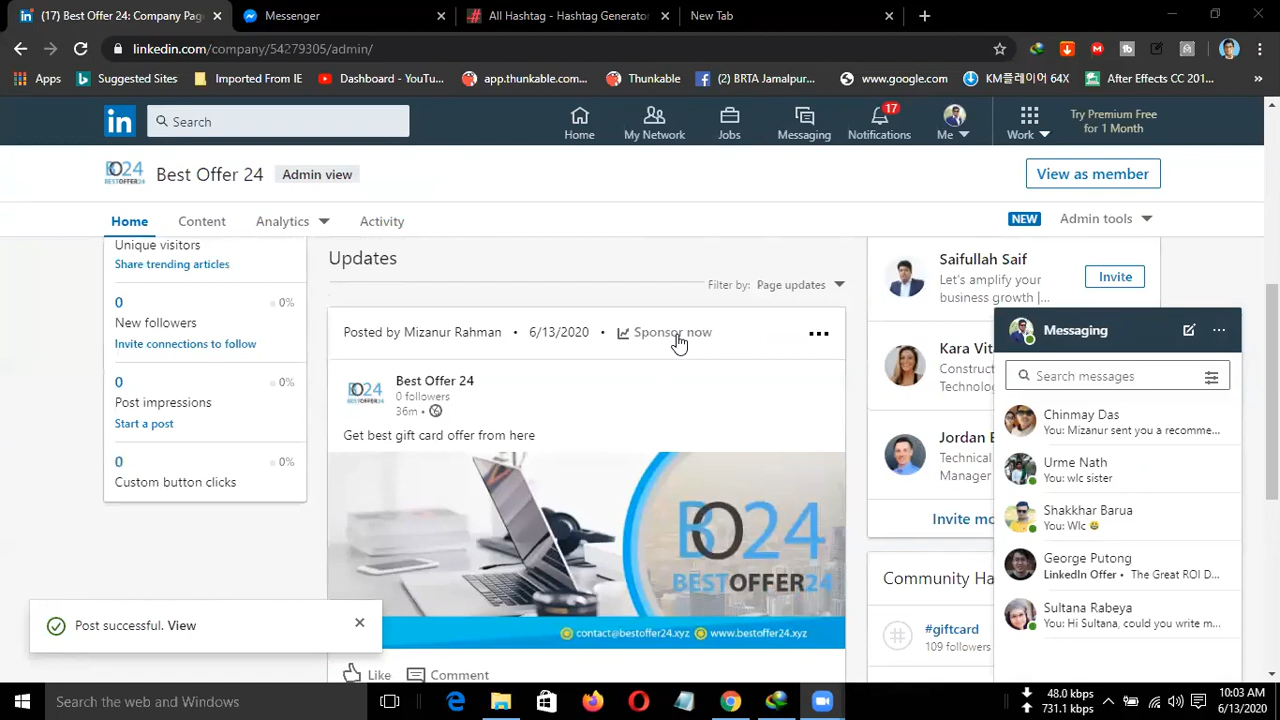 (17) Best Offer 24: Company Page
Messenger
All Hashtag - Hashtag Generator
New Tab
linkedin.com/company/54279305/admin/
Apps
Suggested Sites
Imported From IE
Dashboard - YouT...
app.thunkable.com...
Thunkable
() BRTA Jamalpur...
www.google.com
KM플레이어 64X
After Effects CC 201...
»
in
Search
Home
My Network
Jobs
Messaging
17
Notifications
Me
Work
Try Premium Free
for 1 Month
BO24
BESTOFFER24
Best Offer 24
Admin view
View as member
Home
Content
Analytics
Activity
NEW
Admin tools
Unique visitors
Share trending articles
0
0%
New followers
Invite connections to follow
0
0%
Post impressions
Start a post
0
0%
Custom button clicks
Updates
Filter by: Page updates
Posted by Mizanur Rahman • 6/13/2020 • Sponsor now
BO24
BESTOFFER24
Best Offer 24
0 followers
36m •
Get best gift card offer from here
BO24
BESTOFFER24
contact@bestoffer24.xyz
www.bestoffer24.xyz
Like
Comment
Saifullah Saif
Let's amplify your
business growth |...
Invite
Kara Vit
Construc
Technolog
Jordan
Technical
Manager
Invite mo
Community Ha
#giftcard
109 followers
Messaging
Search messages
Chinmay Das
You: Mizanur sent you a recomme...
Urme Nath
You: wlc sister
Shakkhar Barua
You: Wlc 😄
George Putong
LinkedIn Offer • The Great ROI D...
Sultana Rabeya
You: Hi Sultana, could you write m...
Post successful. View
Search the web and Windows
48.0 kbps
731.1 kbps
10:03 AM
6/13/2020